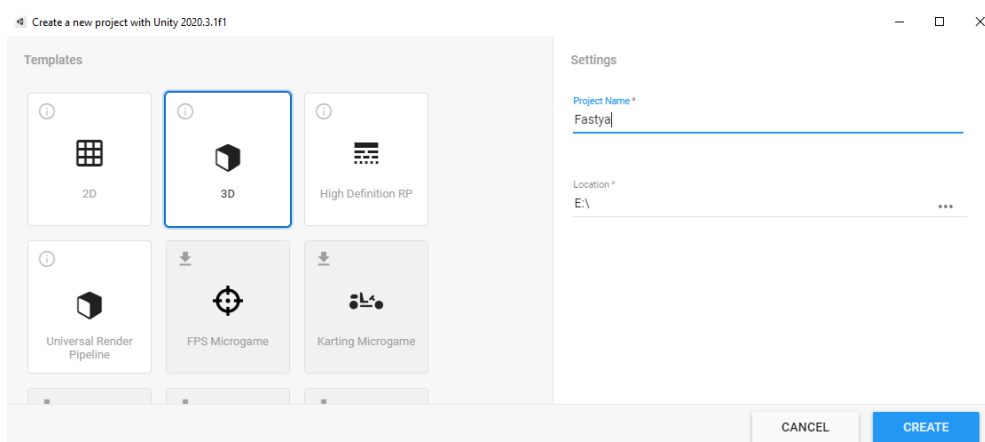 Create a new project with Unity 2020.3.1f1
Templates
2D
3D
High Definition RP
Universal Render
Pipeline
FPS Microgame
Karting Microgame
Settings
Project Name *
Fastya
Location *
E:\
CANCEL
CREATE